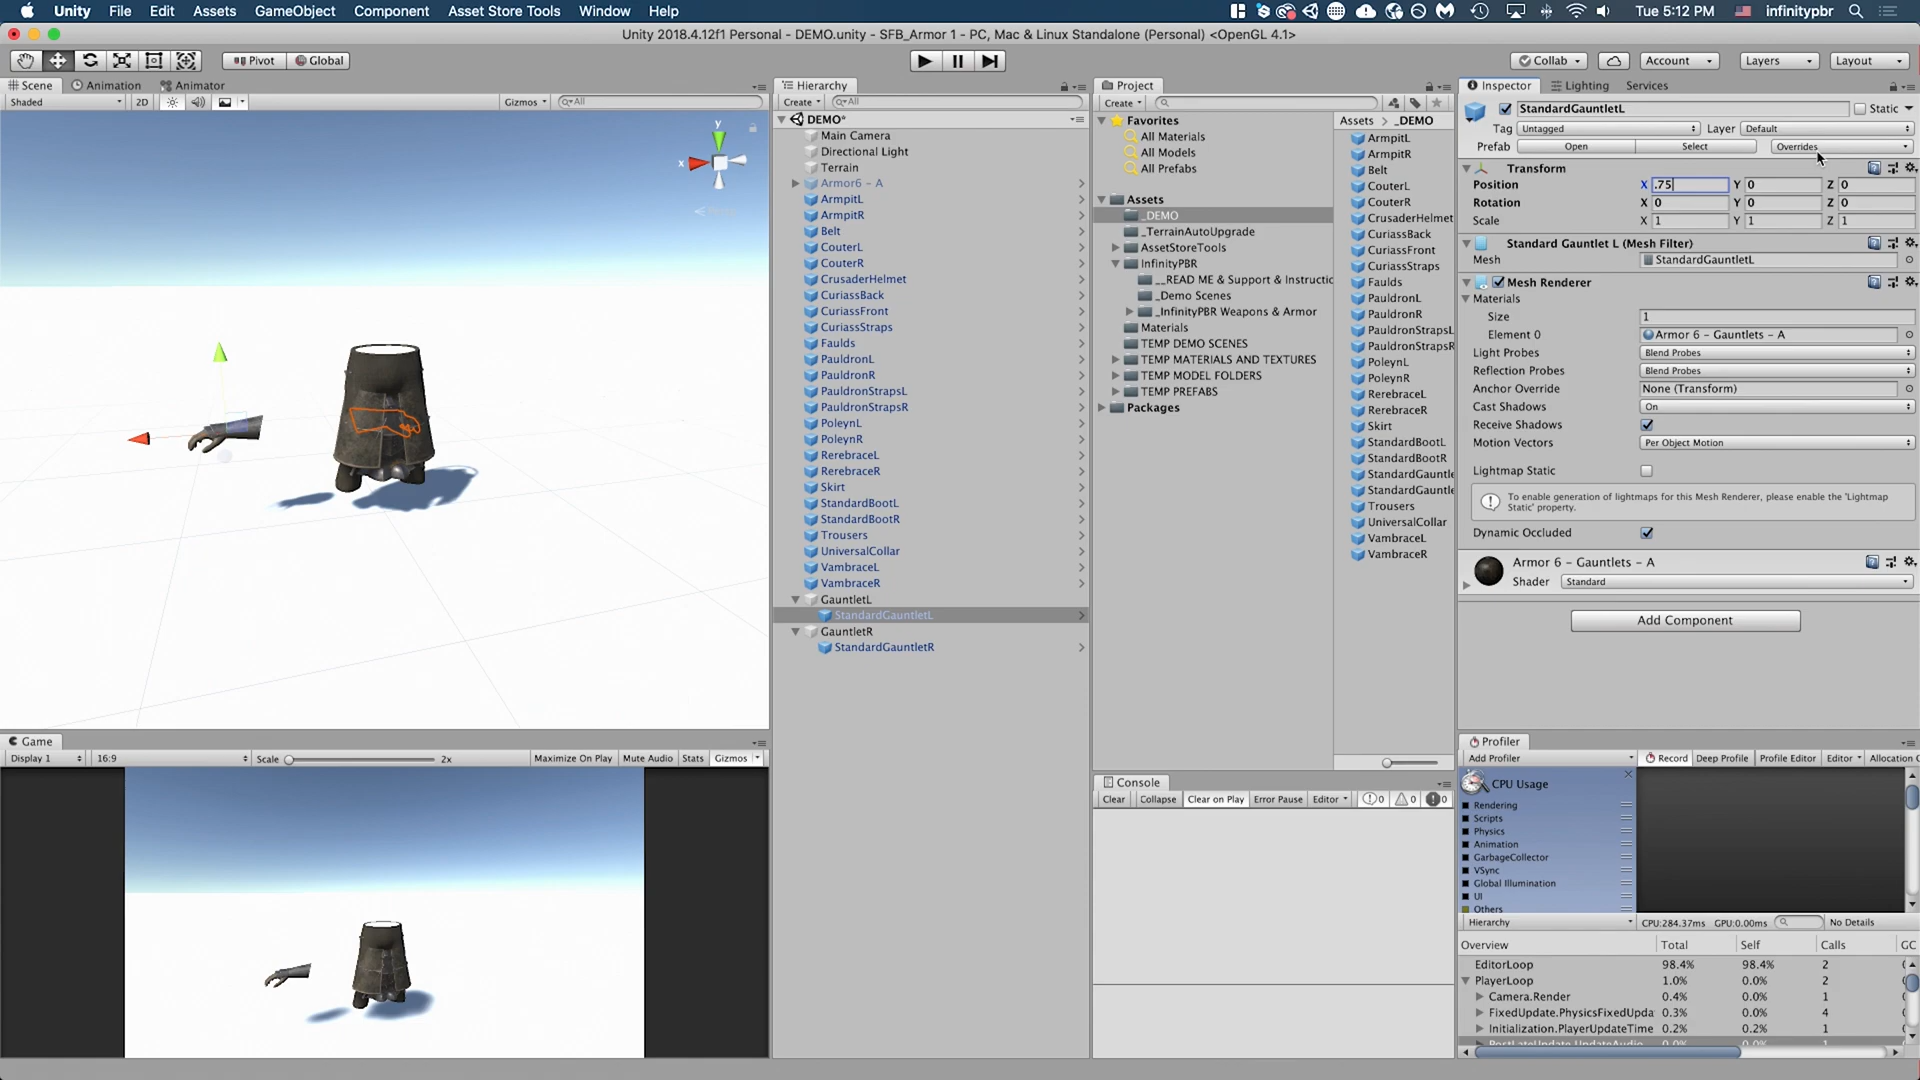 Unity File Edit Assets GameObject Component Asset Store Tools Window Help
Tue 5:12 PM infinitypbr
Unity 2018.4.12f1 Personal - DEMO.unity - SFB_Armor 1 - PC, Mac & Linux Standalone (Personal) <OpenGL 4.1>
Pivot Global Collab Account Layers Layout
Scene Animation Animator
Shaded 2D Gizmos All
y
x
Hierarchy
Create All
DEMO*
Main Camera
Directional Light
Terrain
Armor6 - A
ArmpitL
ArmpitR
Belt
CouterL
CouterR
CrusaderHelmet
CuriassBack
CuriassFront
CuriassStraps
Faulds
PauldronL
PauldronR
PauldronStrapsL
PauldronStrapsR
PoleynL
PoleynR
RerebraceL
RerebraceR
Skirt
StandardBootL
StandardBootR
Trousers
UniversalCollar
VambraceL
VambraceR
GauntletL
StandardGauntletL
GauntletR
StandardGauntletR
Project
Create
Favorites
All Materials
All Models
All Prefabs
Assets
_DEMO
_TerrainAutoUpgrade
AssetStoreTools
InfinityPBR
__READ ME & Support & Instructio
_Demo Scenes
_InfinityPBR Weapons & Armor
Materials
TEMP DEMO SCENES
TEMP MATERIALS AND TEXTURES
TEMP MODEL FOLDERS
TEMP PREFABS
Packages
Assets > _DEMO
ArmpitL
ArmpitR
Belt
CouterL
CouterR
CrusaderHelmet
CuriassBack
CuriassFront
CuriassStraps
Faulds
PauldronL
PauldronR
PauldronStrapsL
PauldronStrapsR
PoleynL
PoleynR
RerebraceL
RerebraceR
Skirt
StandardBootL
StandardBootR
StandardGauntle
StandardGauntle
Trousers
UniversalCollar
VambraceL
VambraceR
Inspector Lighting Services
StandardGauntletL Static
Tag Untagged Layer Default
Prefab Open Select Overrides
Transform
Position X .75 Y 0 Z 0
Rotation X 0 Y 0 Z 0
Scale X 1 Y 1 Z 1
Standard Gauntlet L (Mesh Filter)
Mesh StandardGauntletL
Mesh Renderer
Materials
Size 1
Element 0 Armor 6 - Gauntlets - A
Light Probes Blend Probes
Reflection Probes Blend Probes
Anchor Override None (Transform)
Cast Shadows On
Receive Shadows
Motion Vectors Per Object Motion
Lightmap Static
To enable generation of lightmaps for this Mesh Renderer, please enable the 'Lightmap
Static' property.
Dynamic Occluded
Armor 6 - Gauntlets - A
Shader Standard
Add Component
Game
Display 1 16:9 Scale 2x Maximize On Play Mute Audio Stats Gizmos
Console
Clear Collapse Clear on Play Error Pause Editor 0 0 0
Profiler
Add Profiler Record Deep Profile Profile Editor Editor Allocation C
CPU Usage
Rendering
Scripts
Physics
Animation
GarbageCollector
VSync
Global Illumination
UI
Others
Hierarchy CPU:284.37ms GPU:0.00ms No Details
Overview Total Self Calls GC
EditorLoop 98.4% 98.4% 2
PlayerLoop 1.0% 0.0% 2
Camera.Render 0.4% 0.0% 1
FixedUpdate.PhysicsFixedUpda 0.3% 0.0% 4
Initialization.PlayerUpdateTime 0.2% 0.2% 1